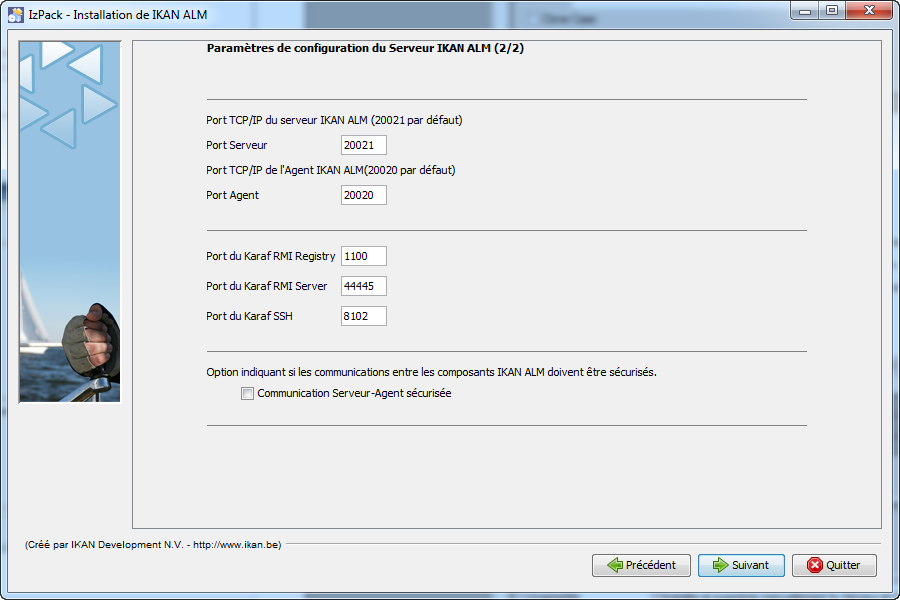 IzPack - Installation de IKAN ALM
Paramètres de configuration du Serveur IKAN ALM (2/2)
Port TCP/IP du serveur IKAN ALM (20021 par défaut)
Port Serveur 20021
Port TCP/IP de l'Agent IKAN ALM(20020 par défaut)
Port Agent 20020
Port du Karaf RMI Registry 1100
Port du Karaf RMI Server 44445
Port du Karaf SSH 8102
Option indiquant si les communications entre les composants IKAN ALM doivent être sécurisés.
Communication Serveur-Agent sécurisée
(Créé par IKAN Development N.V. - http://www.ikan.be)
Précédent Suivant Quitter